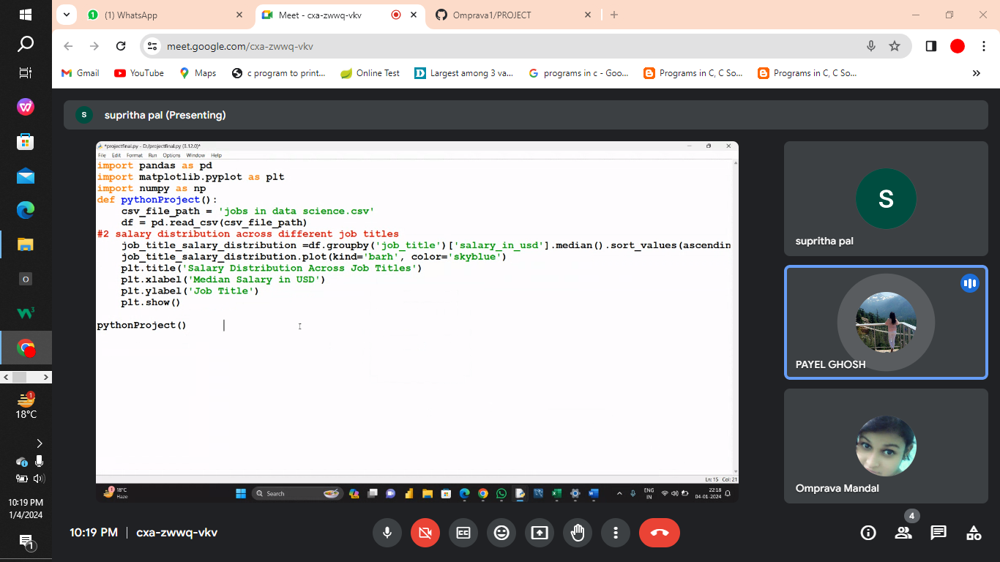 (1) WhatsApp
Meet - cxa-zwwq-vkv
Omprava1/PROJECT
meet.google.com/cxa-zwwq-vkv
Gmail
YouTube
Maps
c program to print...
Online Test
Largest among 3 va...
programs in c - Goo...
Programs in C, C So...
Programs in C, C So...
S
supritha pal (Presenting)
*projectfinal.py - D:/projectfinal.py (3.12.0)*
File Edit Format Run Options Window Help
import pandas as pd
import matplotlib.pyplot as plt
import numpy as np
def pythonProject():
    csv_file_path = 'jobs in data science.csv'
    df = pd.read_csv(csv_file_path)
#2 salary distribution across different job titles
    job_title_salary_distribution =df.groupby('job_title')['salary_in_usd'].median().sort_values(ascendin
    job_title_salary_distribution.plot(kind='barh', color='skyblue')
    plt.title('Salary Distribution Across Job Titles')
    plt.xlabel('Median Salary in USD')
    plt.ylabel('Job Title')
    plt.show()
pythonProject()
Ln: 15 Col: 21
1
18°C
Haze
Search
ENG
IN
22:18
04-01-2024
S
supritha pal
PAYEL GHOSH
Omprava Mandal
O
1
18°C
10:19 PM
1/4/2024
1
10:19 PM | cxa-zwwq-vkv
CC
4